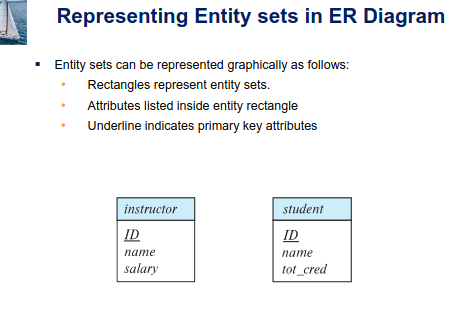 Representing Entity sets in ER Diagram
▪ Entity sets can be represented graphically as follows:
• Rectangles represent entity sets.
• Attributes listed inside entity rectangle
• Underline indicates primary key attributes
instructor
ID
name
salary
student
ID
name
tot_cred